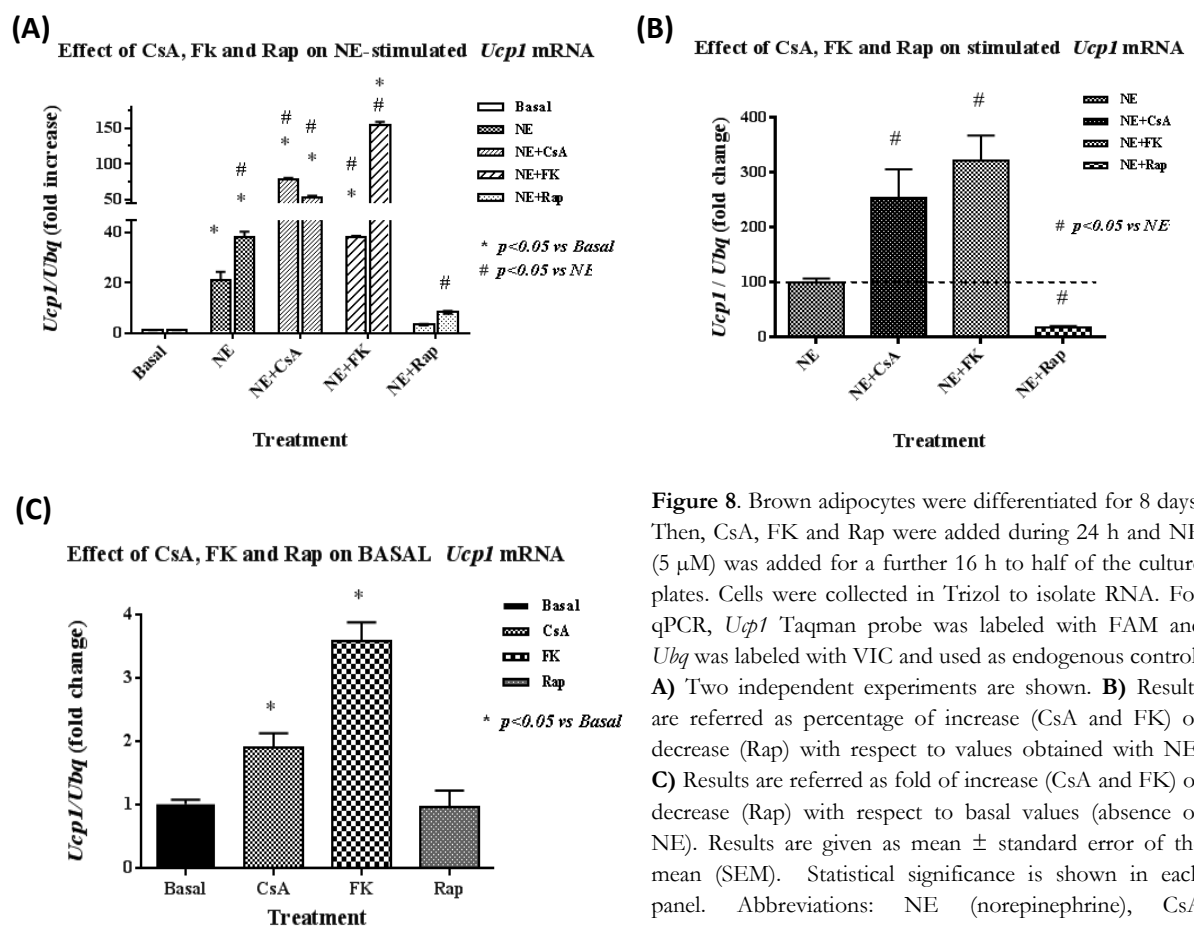 (A)
Effect of CsA, Fk and Rap on NE-stimulated Ucp1 mRNA
Ucp1/Ubq (fold increase)
150
100
50
40
20
0
# * # * # * # * # * # * #
Basal
NE
NE+CsA
NE+FK
NE+Rap
* p<0.05 vs Basal
# p<0.05 vs NE
Basal
NE
NE+CsA
NE+FK
NE+Rap
Treatment
(B)
Effect of CsA, FK and Rap on stimulated Ucp1 mRNA
Ucp1 / Ubq (fold change)
400
300
200
100
0
# # #
NE
NE+CsA
NE+FK
NE+Rap
# p<0.05 vs NE
NE
NE+CsA
NE+FK
NE+Rap
Treatment
(C)
Effect of CsA, FK and Rap on BASAL Ucp1 mRNA
Ucp1/Ubq (fold change)
4
2
1
0
* *
Basal
CsA
FK
Rap
* p<0.05 vs Basal
Basal
CsA
FK
Rap
Treatment
Figure 8. Brown adipocytes were differentiated for 8 days
Then, CsA, FK and Rap were added during 24 h and NE
(5 µM) was added for a further 16 h to half of the culture
plates. Cells were collected in Trizol to isolate RNA. Fo
qPCR, Ucp1 Taqman probe was labeled with FAM and
Ubq was labeled with VIC and used as endogenous control
A) Two independent experiments are shown. B) Result
are referred as percentage of increase (CsA and FK) o
decrease (Rap) with respect to values obtained with NE
C) Results are referred as fold of increase (CsA and FK) o
decrease (Rap) with respect to basal values (absence o
NE). Results are given as mean ± standard error of th
mean (SEM). Statistical significance is shown in each
panel. Abbreviations: NE (norepinephrine), CsA